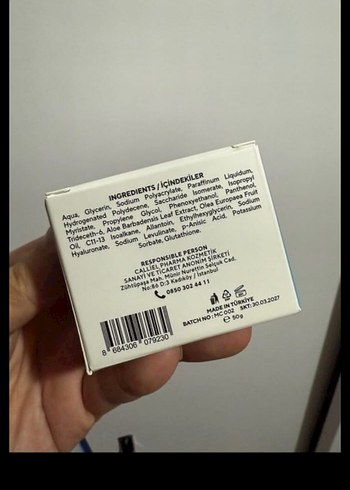 INGREDIENTS / İÇİNDEKİLER
Aqua, Glycerin, Sodium Polyacrylate, Paraffinum Liquidum,
Hydrogenated Polydecene, Saccharide Isomerate, Isopropyl
Myristate, Propylene Glycol, Phenoxyethanol, Panthenol,
Trideceth-6, Aloe Barbadensis Leaf Extract, Olea Europaea Fruit
Oil, C11-13 Isoalkane, Allantoin, Ethylhexylglycerin, Sodium
Hyaluronate, Sodium Levulinate, p-Anisic Acid, Potassium
Sorbate, Glutathione.
RESPONSIBLE PERSON
CALLIEL PHARMA KOZMETİK
SANAYİ VE TİCARET ANONİM ŞİRKETİ
Zühtüpaşa Mah. Münir Nurettin Selçuk Cad.
No:86 D:3 Kadıköy / İstanbul
0850 302 44 11
MADE IN TÜRKİYE
BATCH NO: MC 002 SKT: 30.03.2027
50g
8 684306 079230